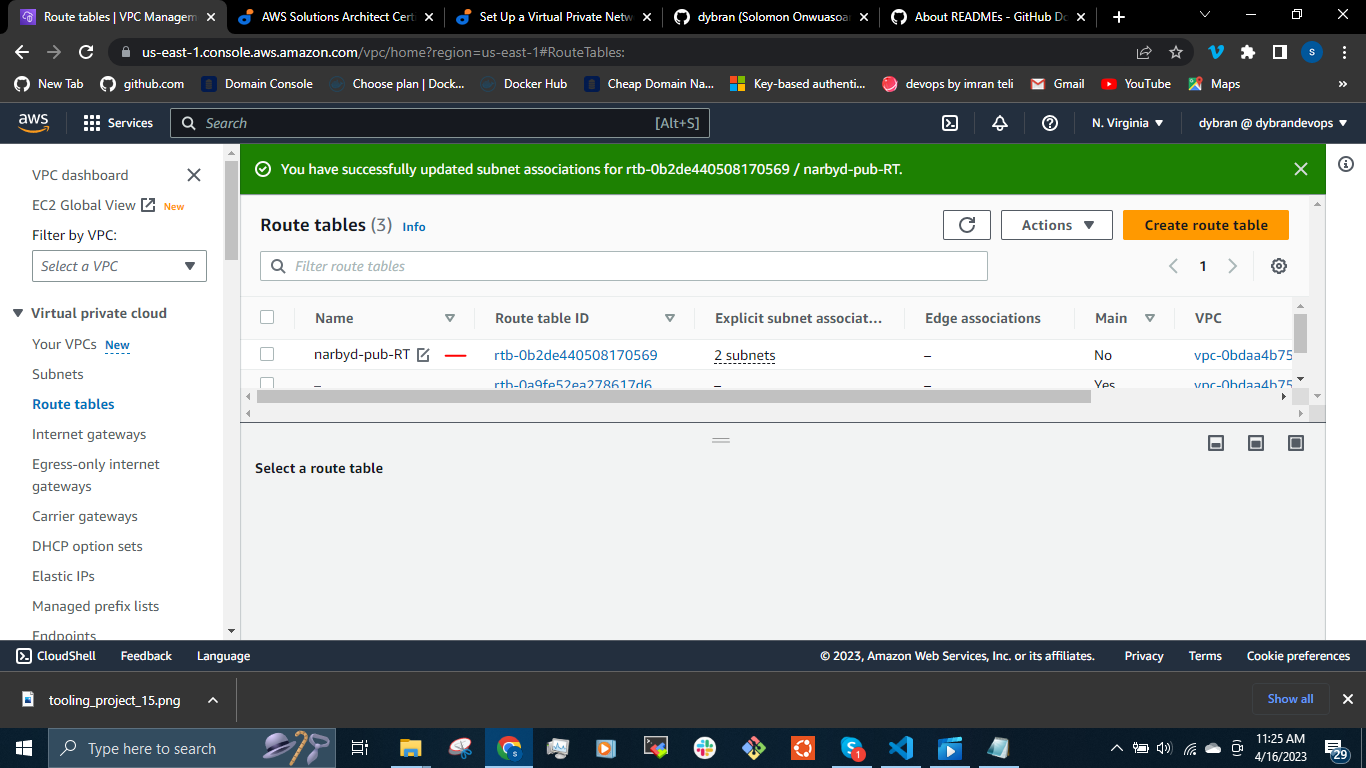 Route tables | VPC Managem
AWS Solutions Architect Cert
Set Up a Virtual Private Netw
dybran (Solomon Onwuasoan
About READMEs - GitHub Do
us-east-1.console.aws.amazon.com/vpc/home?region=us-east-1#RouteTables:
S
New Tab
github.com
Domain Console
Choose plan | Dock...
Docker Hub
Cheap Domain Na...
Key-based authenti...
devops by imran teli
Gmail
YouTube
Maps
»
aws
Services
Search
[Alt+S]
N. Virginia
dybran @ dybrandevops
VPC dashboard
EC2 Global View New
Filter by VPC:
Select a VPC
Virtual private cloud
Your VPCs New
Subnets
Route tables
Internet gateways
Egress-only internet
gateways
Carrier gateways
DHCP option sets
Elastic IPs
Managed prefix lists
Endpoints
You have successfully updated subnet associations for rtb-0b2de440508170569 / narbyd-pub-RT.
Route tables (3) Info
Actions
Create route table
Filter route tables
1
Name Route table ID Explicit subnet associat... Edge associations Main VPC
narbyd-pub-RT rtb-0b2de440508170569 2 subnets – No vpc-0bdaa4b75
– rtb-0a9fe52ea278617d6 – – Yes vpc-0bdaa4b75
Select a route table
CloudShell
Feedback
Language
© 2023, Amazon Web Services, Inc. or its affiliates.
Privacy
Terms
Cookie preferences
tooling_project_15.png
Show all
Type here to search
1
11:25 AM
4/16/2023
29